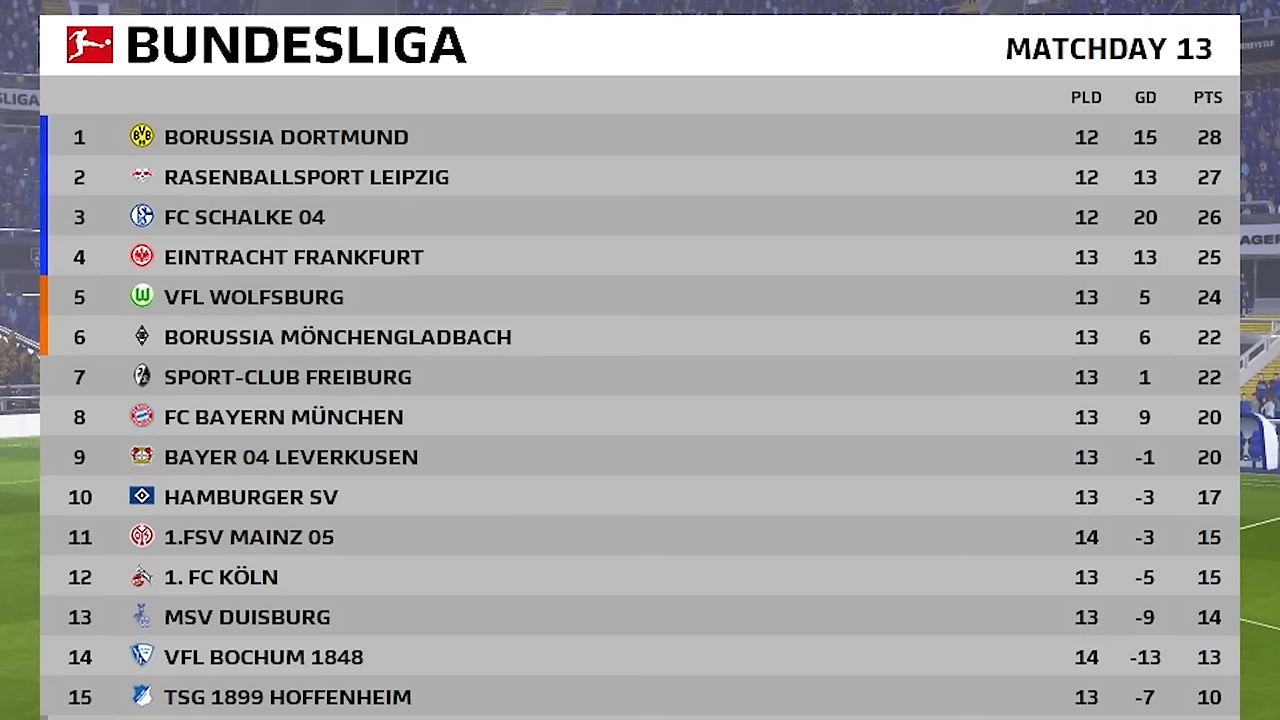 BUNDESLIGA
MATCHDAY 13
PLD GD PTS
1 BORUSSIA DORTMUND 12 15 28
2 RASENBALLSPORT LEIPZIG 12 13 27
3 FC SCHALKE 04 12 20 26
4 EINTRACHT FRANKFURT 13 13 25
5 VFL WOLFSBURG 13 5 24
6 BORUSSIA MÖNCHENGLADBACH 13 6 22
7 SPORT-CLUB FREIBURG 13 1 22
8 FC BAYERN MÜNCHEN 13 9 20
9 BAYER 04 LEVERKUSEN 13 -1 20
10 HAMBURGER SV 13 -3 17
11 1.FSV MAINZ 05 14 -3 15
12 1. FC KÖLN 13 -5 15
13 MSV DUISBURG 13 -9 14
14 VFL BOCHUM 1848 14 -13 13
15 TSG 1899 HOFFENHEIM 13 -7 10